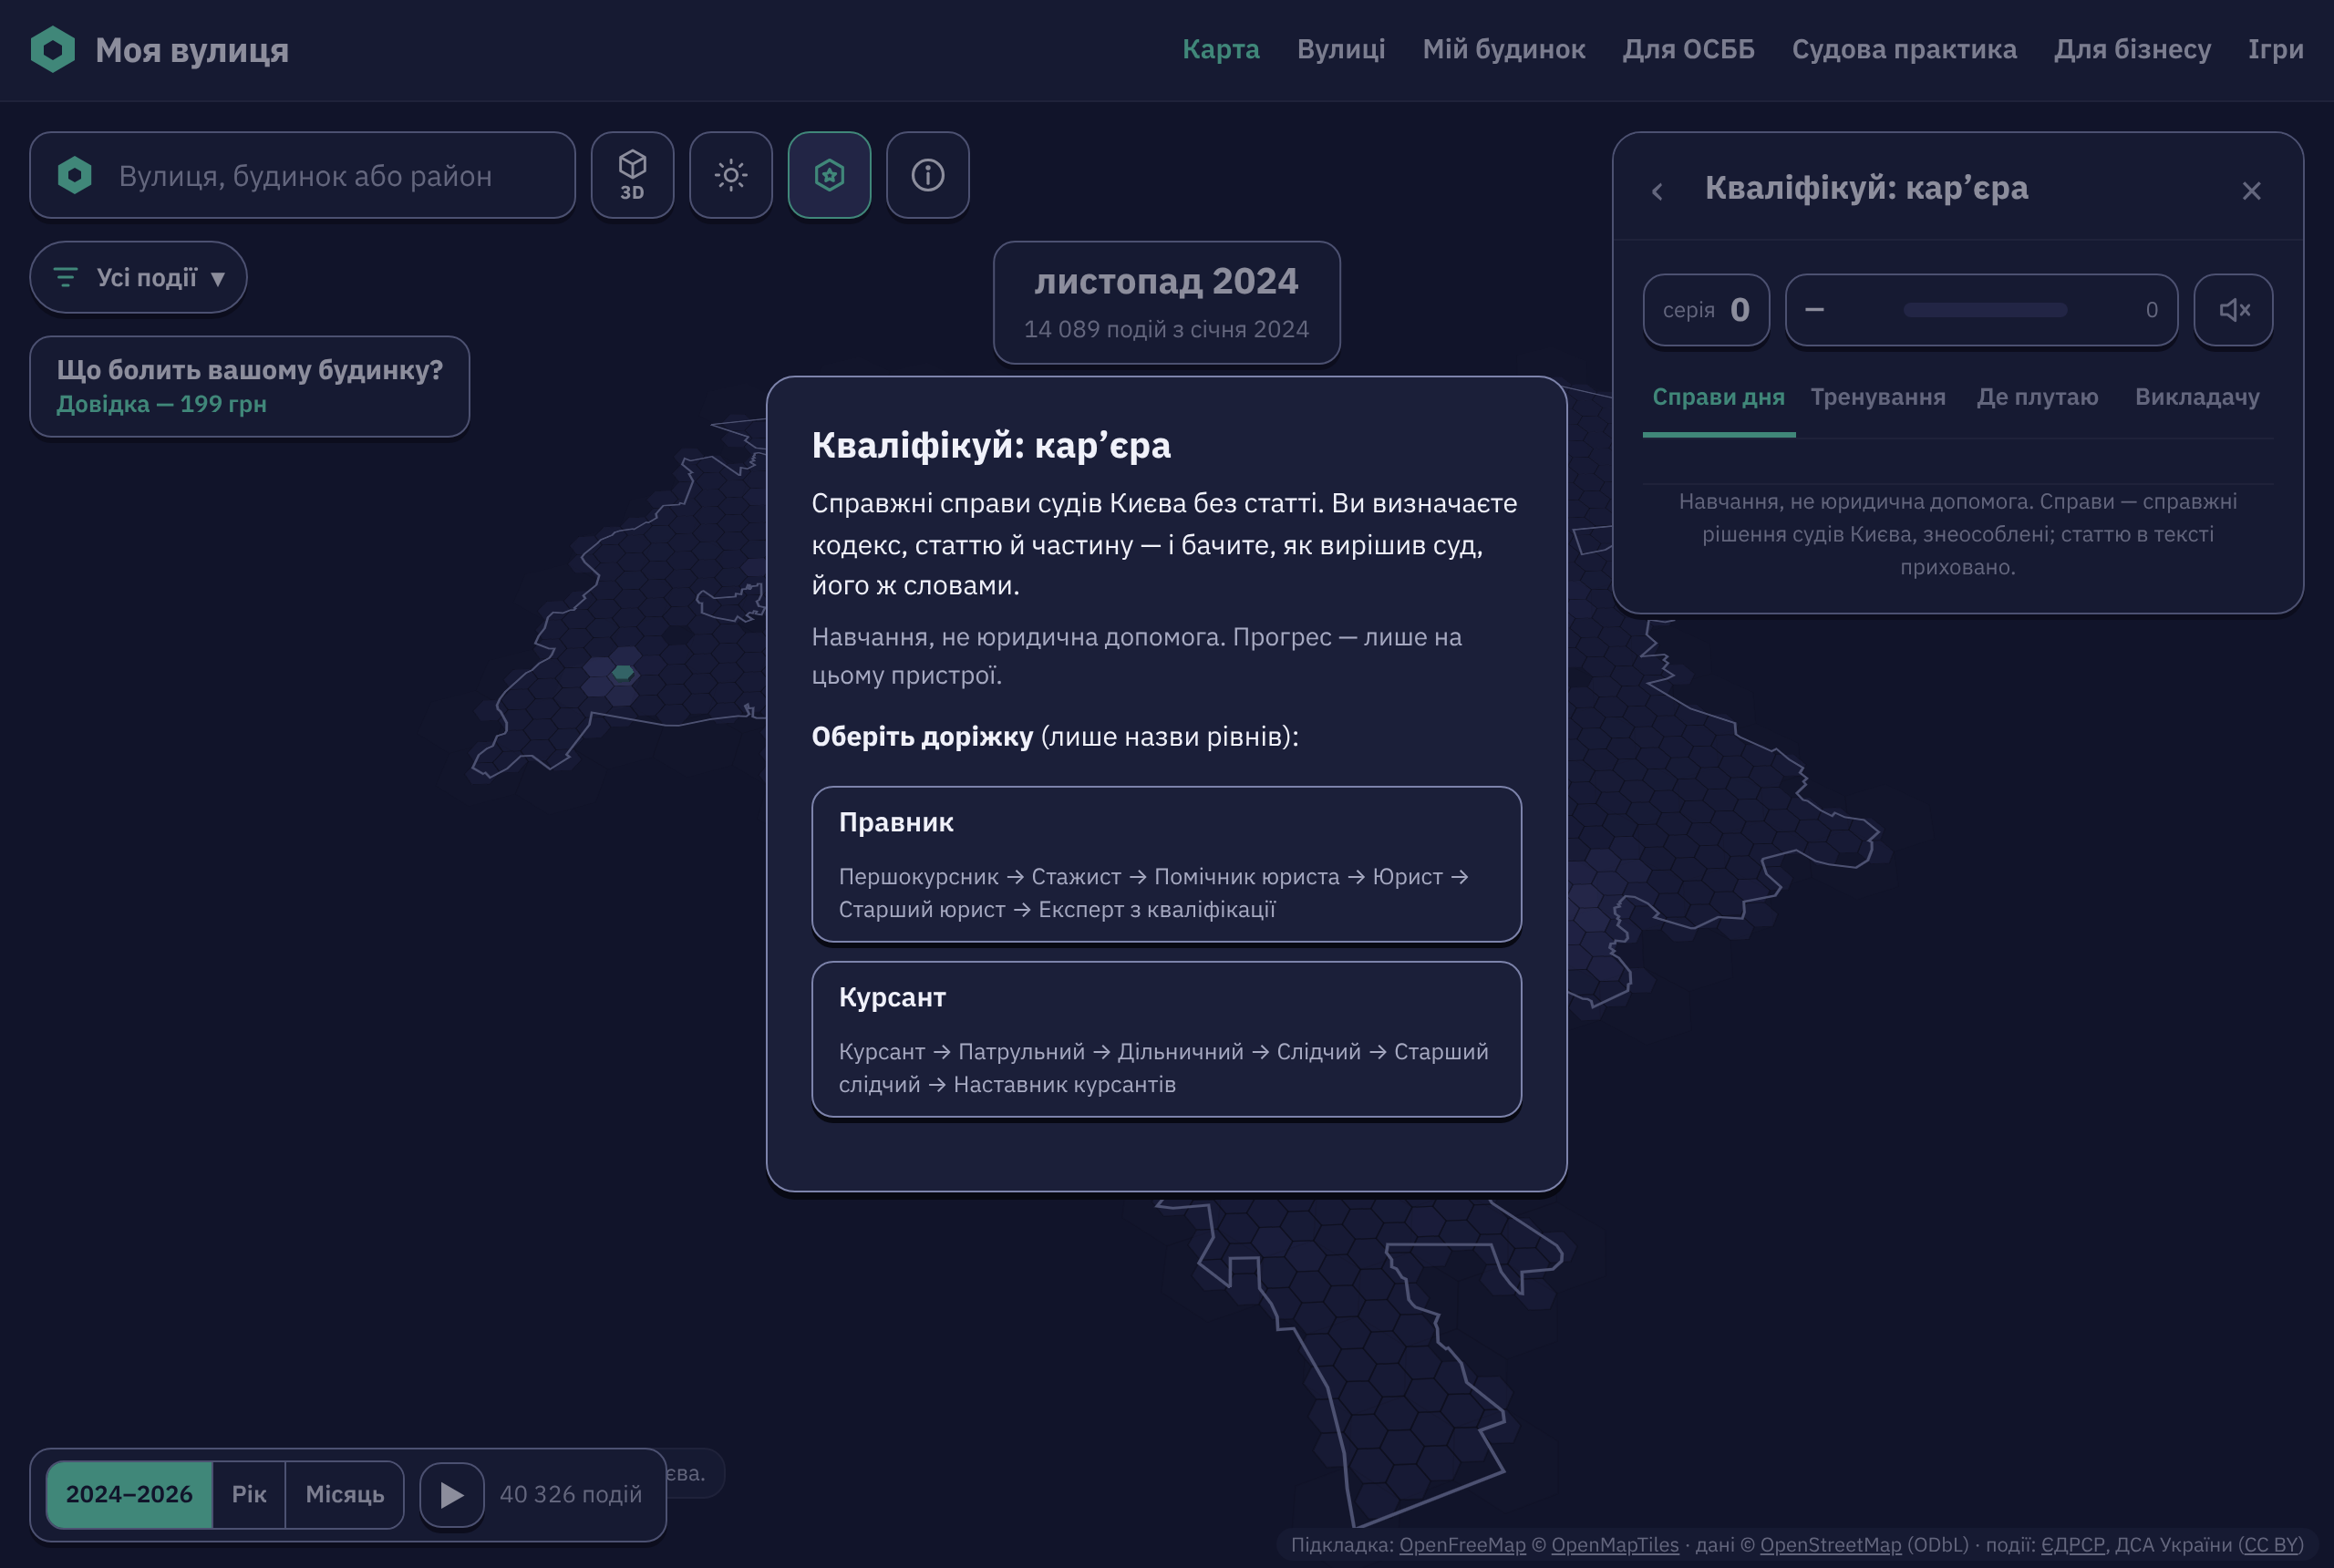 Моя вулиця
Карта Вулиці Мій будинок Для ОСББ Судова практика Для бізнесу Ігри
Вулиця, будинок або район
3D
Усі події ▼
Що болить вашому будинку?
Довідка — 199 грн
листопад 2024
14 089 подій з січня 2024
Кваліфікуй: кар’єра
серія 0
— 0
Справи дня Тренування Де плутаю Викладачу
Навчання, не юридична допомога. Справи — справжні
рішення судів Києва, знеособлені; статтю в тексті
приховано.
Кваліфікуй: кар’єра
Справжні справи судів Києва без статті. Ви визначаєте
кодекс, статтю й частину — і бачите, як вирішив суд,
його ж словами.
Навчання, не юридична допомога. Прогрес — лише на
цьому пристрої.
Оберіть доріжку (лише назви рівнів):
Правник
Першокурсник → Стажист → Помічник юриста → Юрист →
Старший юрист → Експерт з кваліфікації
Курсант
Курсант → Патрульний → Дільничний → Слідчий → Старший
слідчий → Наставник курсантів
2024–2026 Рік Місяць 40 326 подій
єва.
Підкладка: OpenFreeMap © OpenMapTiles · дані © OpenStreetMap (ODbL) · події: ЄДРСР, ДСА України (CC BY)